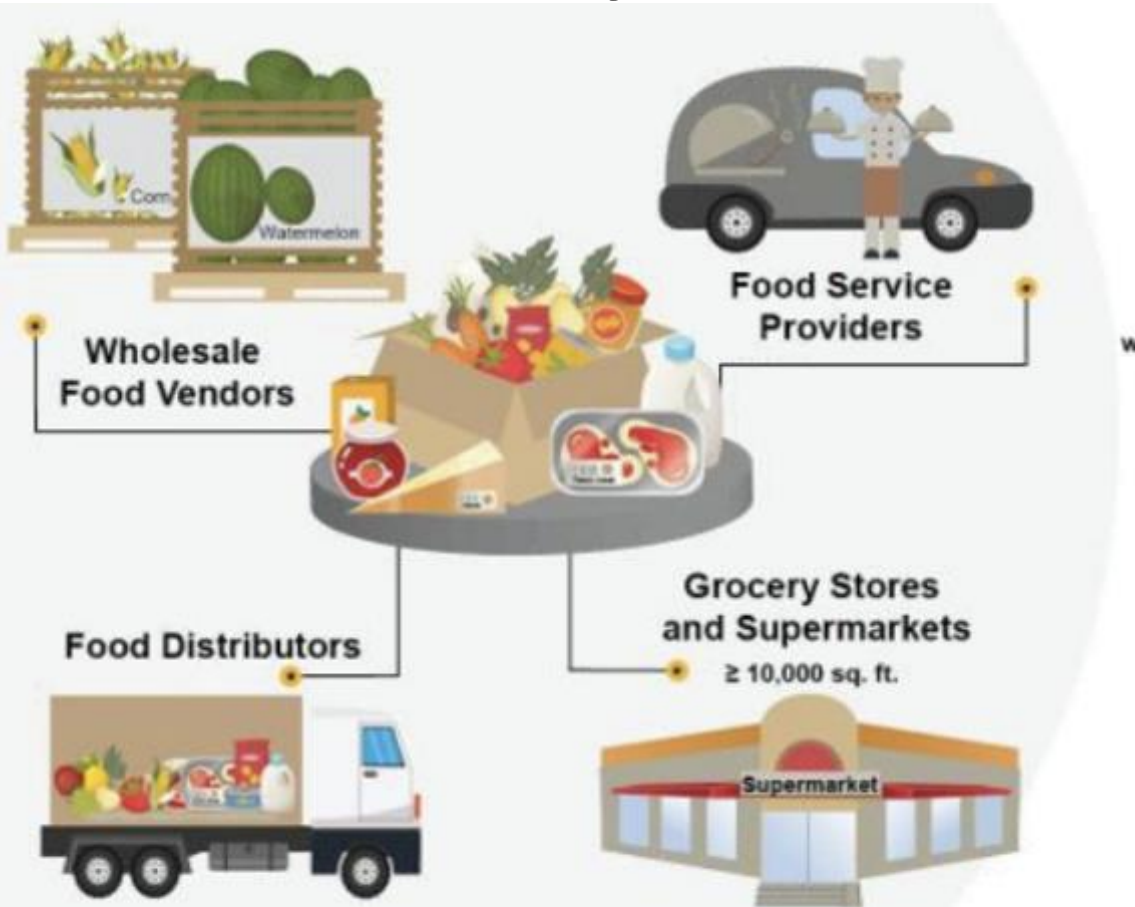 Corn
Watermelon
Wholesale
Food Vendors
Food Service
Providers
Food Distributors
Grocery Stores
and Supermarkets
≥ 10,000 sq. ft.
Supermarket